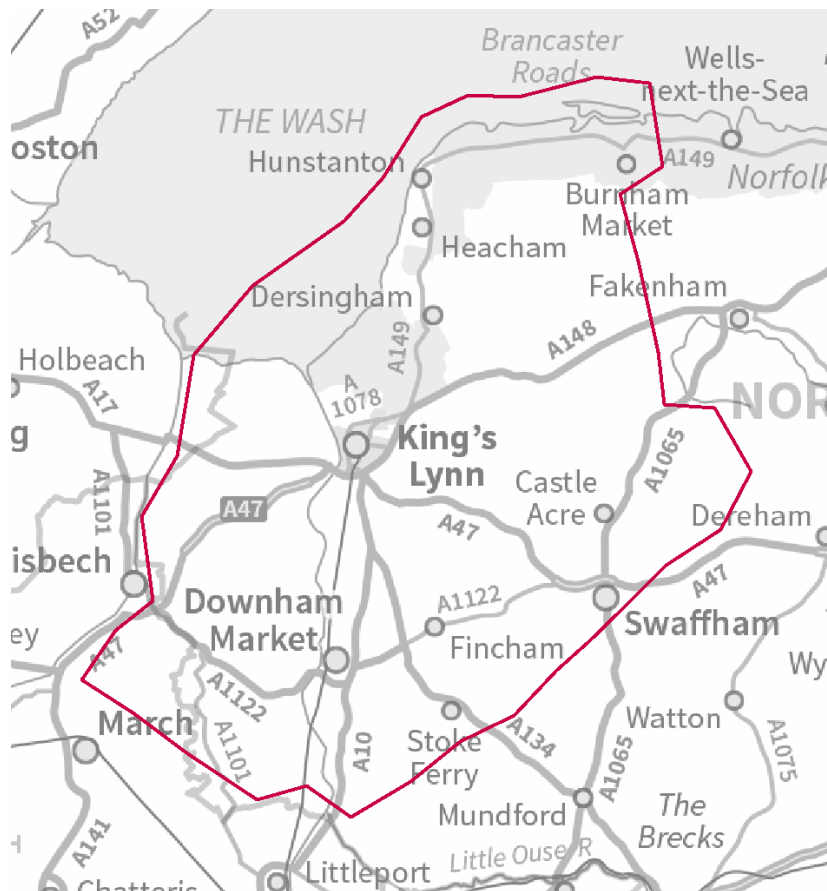 A52
Brancaster
Roads
Wells-
next-the-Sea
THE WASH
oston
Hunstanton
A149
Norfolk
Burnham
Market
Heacham
Fakenham
Dersingham
A149
A148
Holbeach
A17
A
1078
NOR
g
King's
Lynn
A1065
Castle
Acre
A1101
A47
A47
Dereham
isbech
A47
A1122
Downham
Market
Swaffham
ey
A47
Fincham
Wy
A1122
March
A1101
A10
Stoke
Ferry
A134
Watton
A1065
A1075
Mundford
The
Brecks
A141
H
Little Ouse R
Littleport
Chatteris